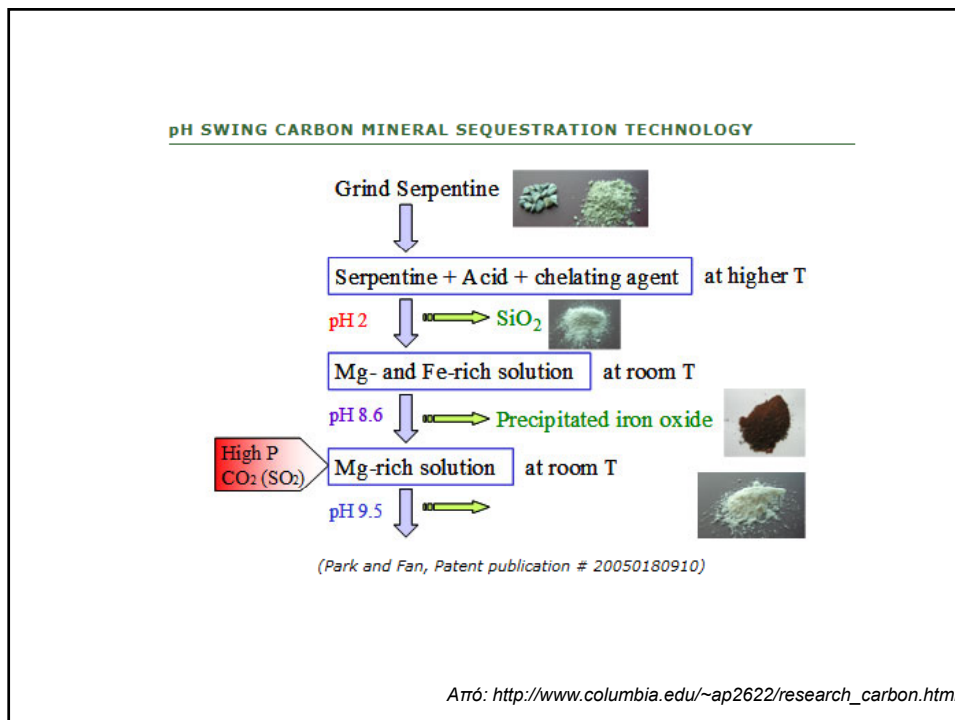 pH SWING CARBON MINERAL SEQUESTRATION TECHNOLOGY
Grind Serpentine
Serpentine + Acid + chelating agent at higher T
pH 2 SiO₂
Mg- and Fe-rich solution at room T
pH 8.6 Precipitated iron oxide
High P
CO₂ (SO₂)
Mg-rich solution at room T
pH 9.5
(Park and Fan, Patent publication # 20050180910)
Από: http://www.columbia.edu/~ap2622/research_carbon.htm